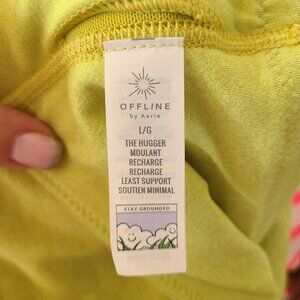 OFFLINE
by Aerie
L/G
THE HUGGER
MOULANT
RECHARGE
RECHARGE
LEAST SUPPORT
SOUTIEN MINIMAL
STAY GROUNDED